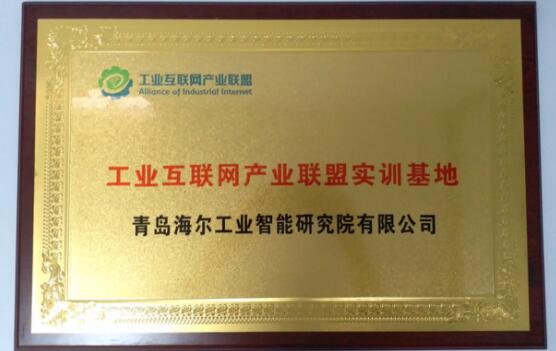 工业互联网产业联盟
Alliance of Industrial Internet
工业互联网产业联盟实训基地
青岛海尔工业智能研究院有限公司